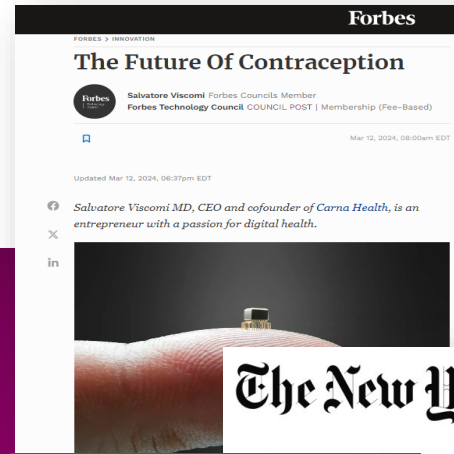 Forbes
FORBES > INNOVATION
The Future Of Contraception
Forbes
Salvatore Viscomi Forbes Councils Member
Forbes Technology Council COUNCIL POST | Membership (Fee-Based)
Mar 12, 2024, 08:00am EDT
Updated Mar 12, 2024, 06:37pm EDT
Salvatore Viscomi MD, CEO and cofounder of Carna Health, is an
entrepreneur with a passion for digital health.
The New